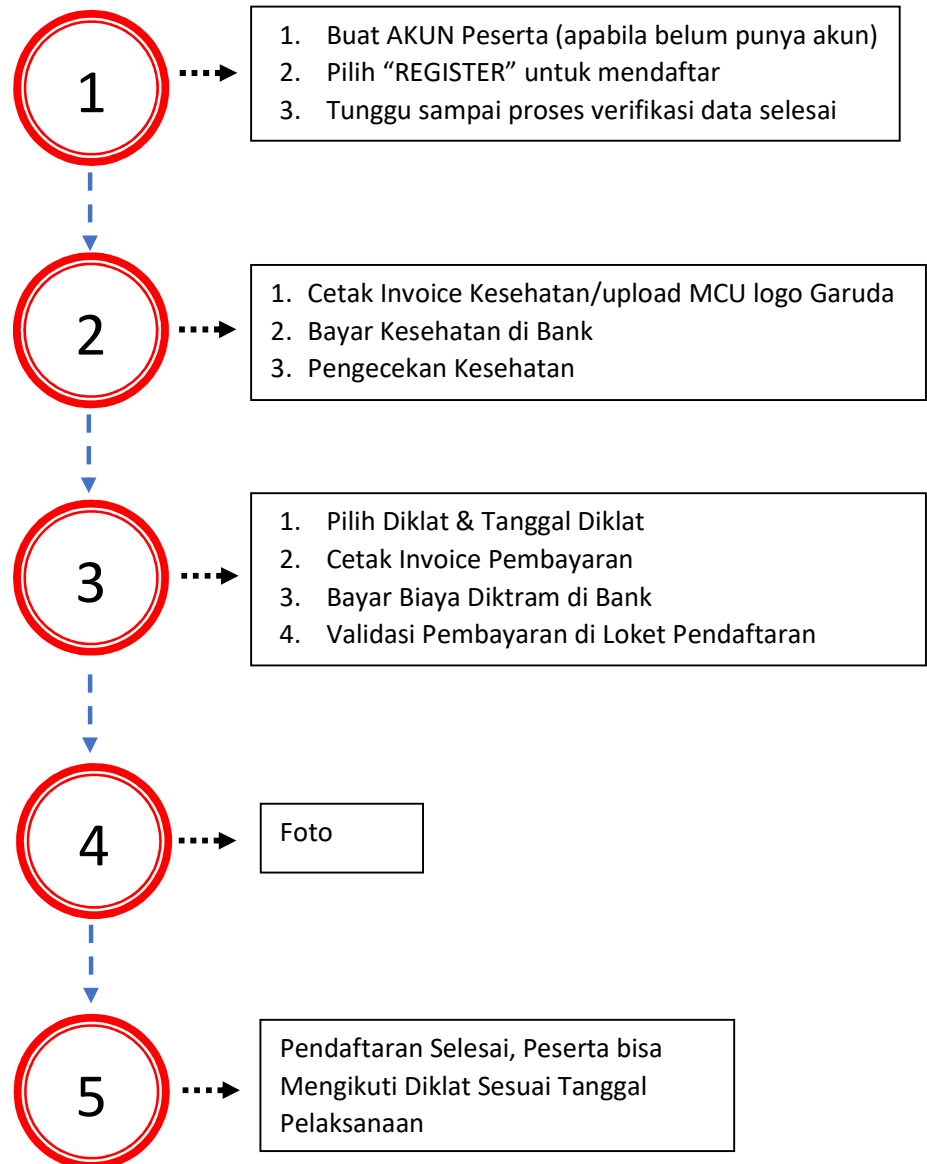 1
1. Buat AKUN Peserta (apabila belum punya akun)
2. Pilih “REGISTER” untuk mendaftar
3. Tunggu sampai proses verifikasi data selesai
2
1. Cetak Invoice Kesehatan/upload MCU logo Garuda
2. Bayar Kesehatan di Bank
3. Pengecekan Kesehatan
3
1. Pilih Diklat & Tanggal Diklat
2. Cetak Invoice Pembayaran
3. Bayar Biaya Diktram di Bank
4. Validasi Pembayaran di Loket Pendaftaran
4
Foto
5
Pendaftaran Selesai, Peserta bisa
Mengikuti Diklat Sesuai Tanggal
Pelaksanaan